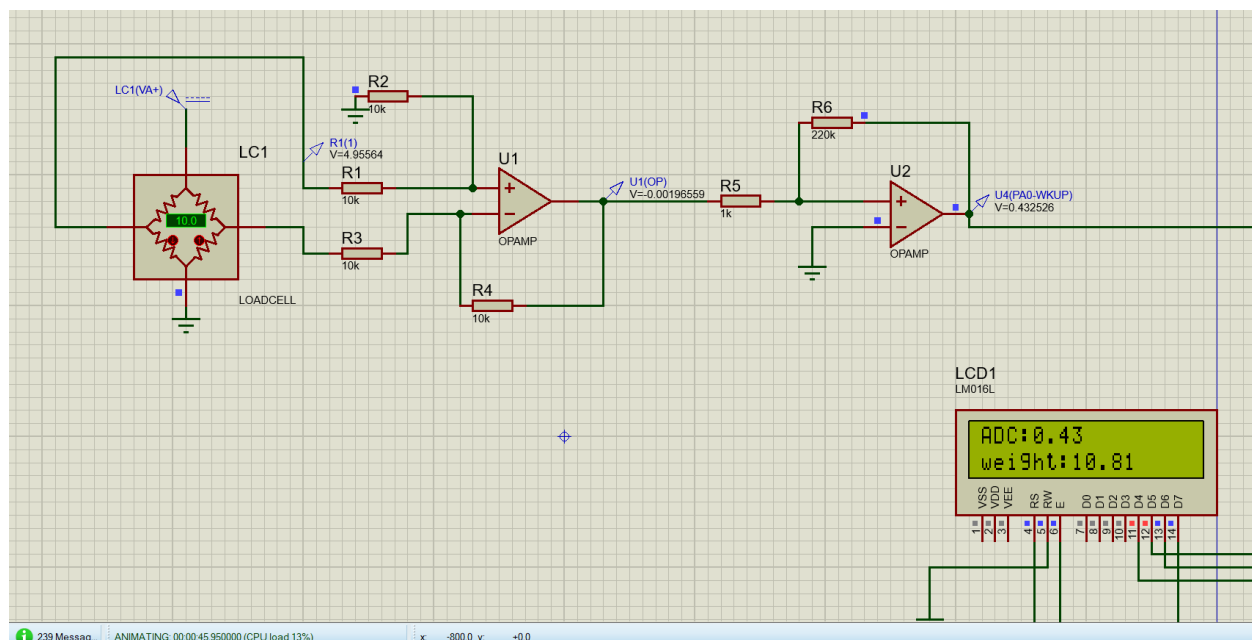 LC1(VA+)
LC1
10.0
LOADCELL
R2
10k
R1(1)
V=4.95564
R1
10k
R3
10k
R4
10k
U1
OPAMP
U1(OP)
V=-0.00196559
R5
1k
R6
220k
U2
OPAMP
U4(PA0-WKUP)
V=0.432526
LCD1
LM016L
ADC:0.43
weight:10.81
VSS
VDD
VEE
RS
RW
E
D0
D1
D2
D3
D4
D5
D6
D7
1
2
3
4
5
6
7
8
9
10
11
12
13
14
239 Messag...
ANIMATING: 00:00:45.950000 (CPU load 13%)
x: -800.0 y: +0.0